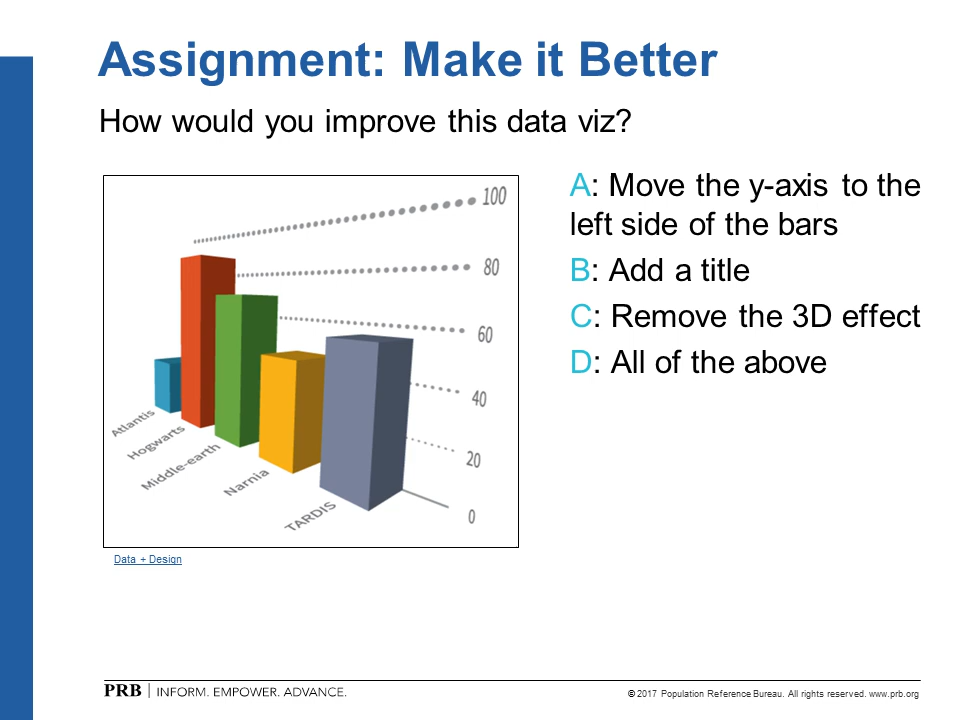 Assignment: Make it Better
How would you improve this data viz?
100
80
60
40
20
0
Atlantis
Hogwarts
Middle-earth
Narnia
TARDIS
A: Move the y-axis to the
left side of the bars
B: Add a title
C: Remove the 3D effect
D: All of the above
Data + Design
PRB | INFORM. EMPOWER. ADVANCE.
© 2017 Population Reference Bureau. All rights reserved. www.prb.org